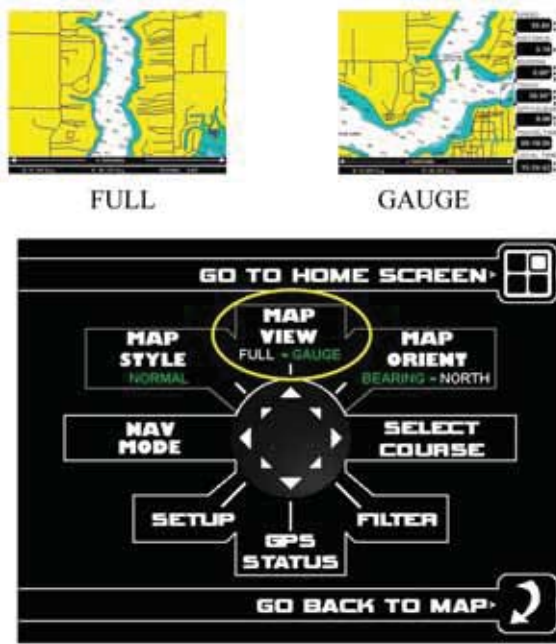 FULL
GAUGE
GO TO HOME SCREEN
MAP
VIEW
FULL - GAUGE
MAP
STYLE
NORMAL
MAP
ORIENT
BEARING - NORTH
NAV
MODE
SELECT
COURSE
SETUP
FILTER
GPS
STATUS
GO BACK TO MAP